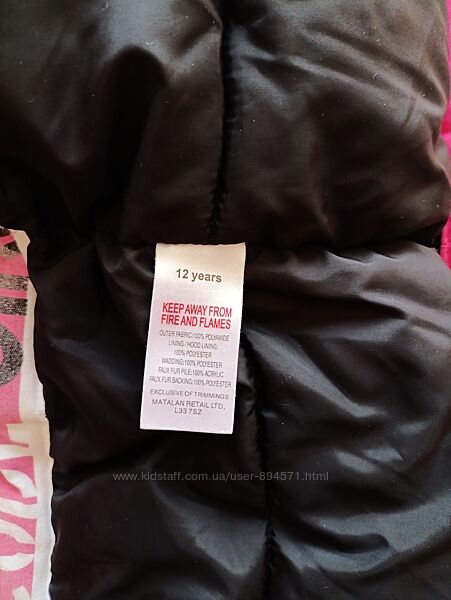 12 years
KEEP AWAY FROM
FIRE AND FLAMES
OUTER FABRIC:100% POLYAMIDE
LINING / HOOD LINING;
100% POLYESTER
WADDING:100% POLYESTER
FAUX FUR PILE:100% ACRYLIC
FAUX FUR BACKING:100% POLYESTER
EXCLUSIVE OF TRIMMINGS
MATALAN RETAIL LTD,
L33 7SZ
www.kidstaff.com.ua/user-894571.html